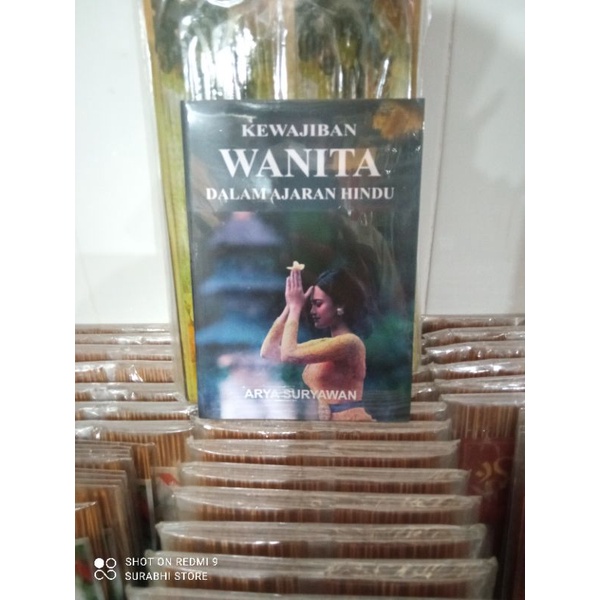 KEWAJIBAN
WANITA
DALAM AJARAN HINDU
ARYA SURYAWAN
SHOT ON REDMI 9
SURABHI STORE